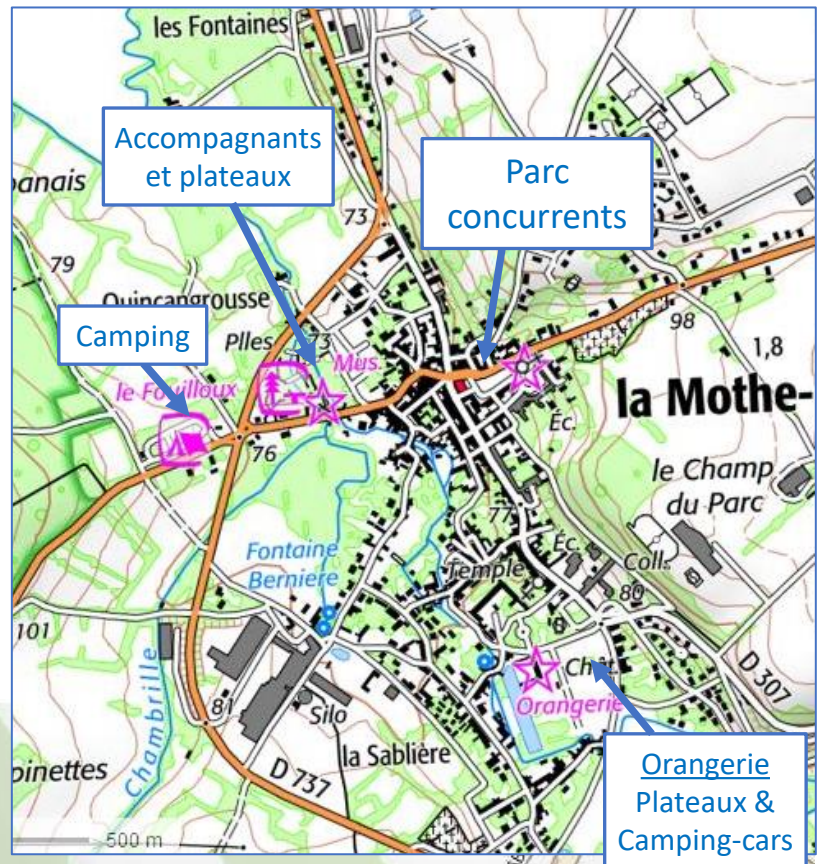 les Fontaines
Accompagnants
et plateaux
Parc
concurrents
panais
73
79
Quincangrousse
Camping
Plles
73
Mus.
98
1,8
le Fouilloux
la Mothe-
Éc.
76
le Champ
du Parc
77
Fontaine
Berniere
Temple
Éc.
Coll.
80
101
Chât.
D 307
Orangerie
Chambrille
81
Silo
la Sablière
pinettes
D 737
Orangerie
Plateaux &
Camping-cars
500 m